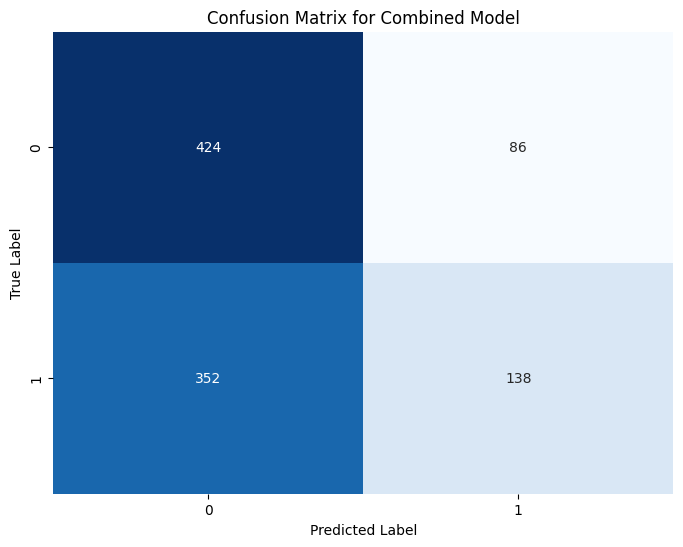 Confusion Matrix for Combined Model
True Label
0
424
86
1
352
138
0
1
Predicted Label